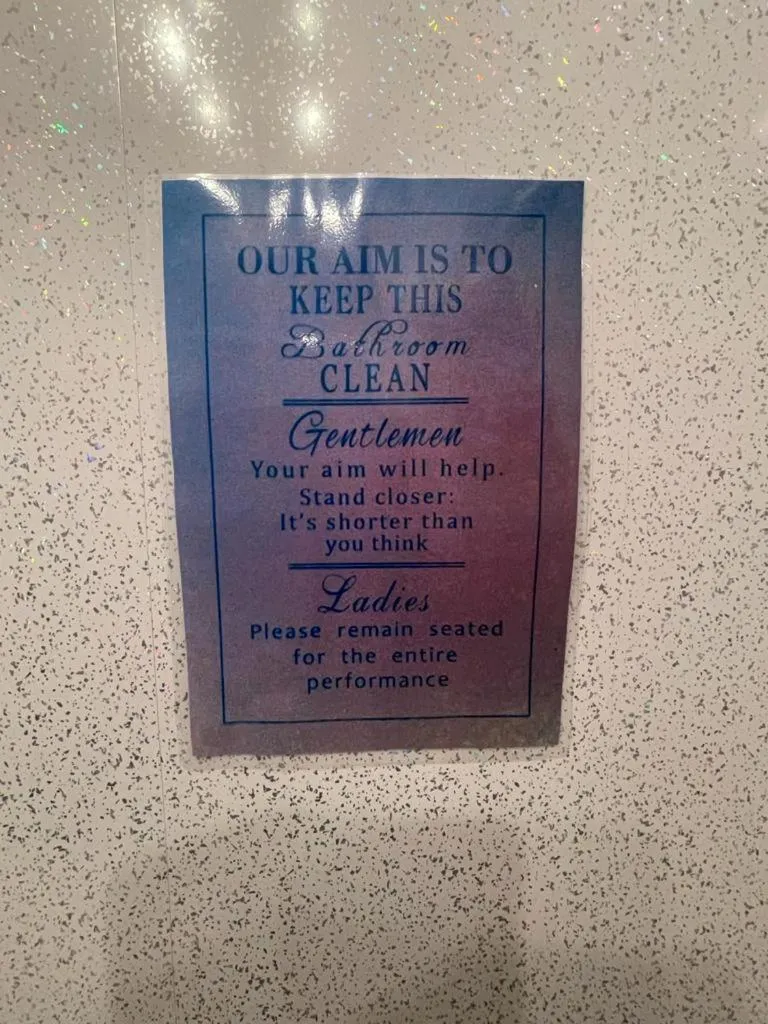 OUR AIM IS TO
KEEP THIS
Bathroom
CLEAN
Gentlemen
Your aim will help.
Stand closer:
It's shorter than
you think
Ladies
Please remain seated
for the entire
performance